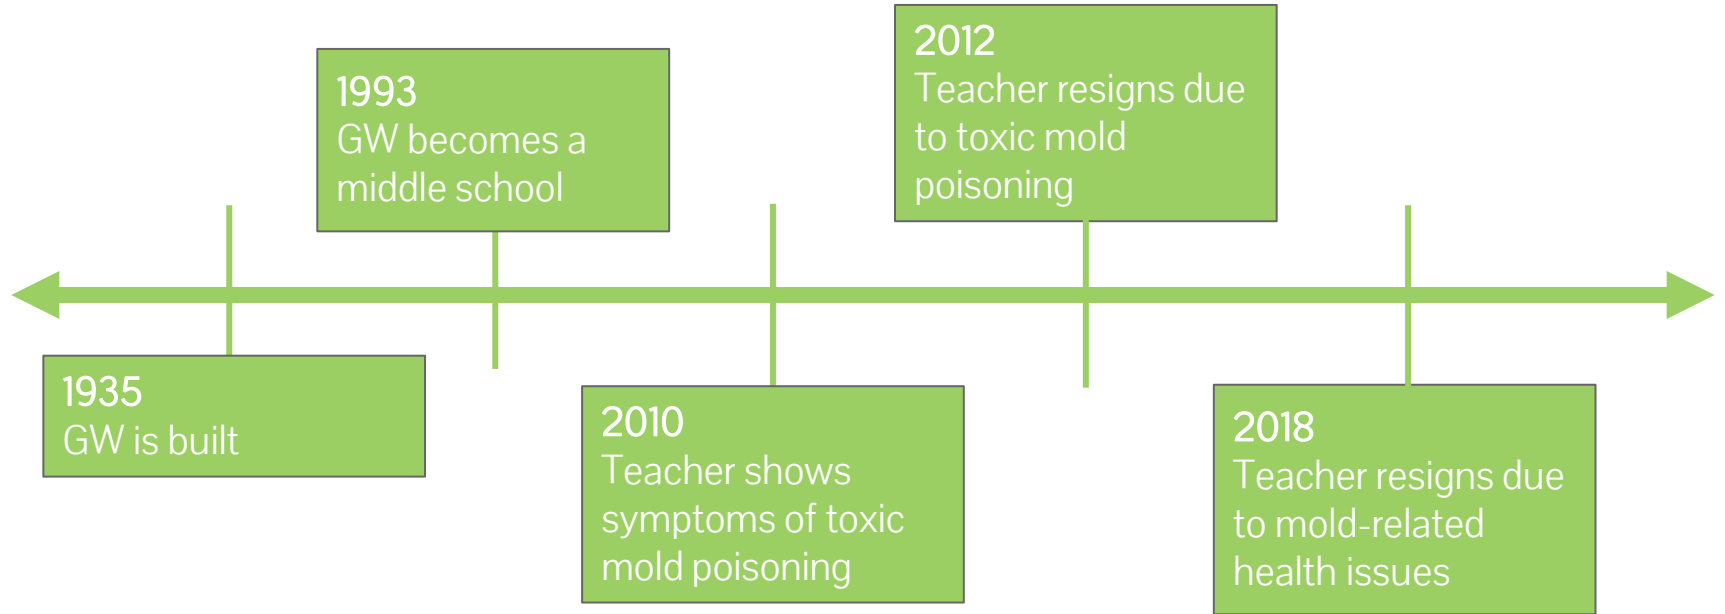 1935
GW is built
1993
GW becomes a
middle school
2010
Teacher shows
symptoms of toxic
mold poisoning
2012
Teacher resigns due
to toxic mold
poisoning
2018
Teacher resigns due
to mold-related
health issues